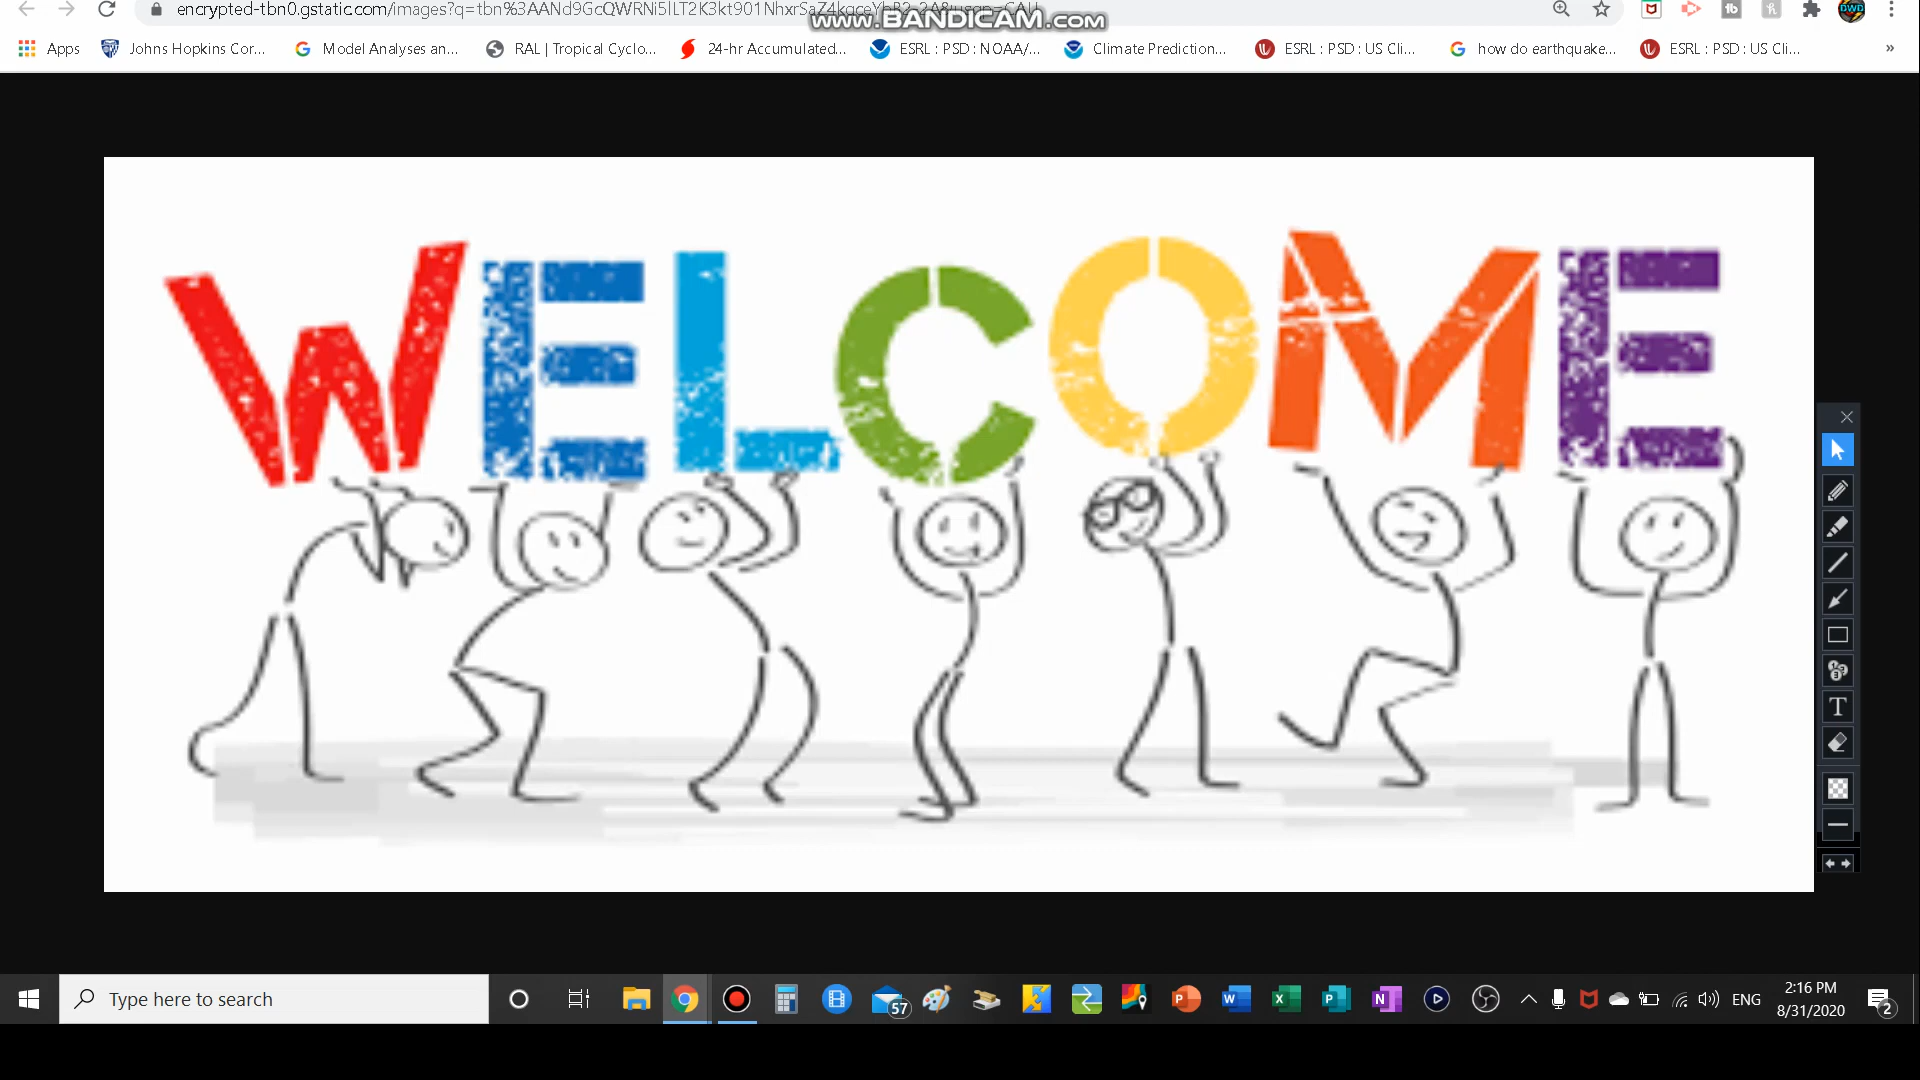 www.BANDICAM.com
Apps
Johns Hopkins Cor...
Model Analyses an...
RAL | Tropical Cyclo...
24-hr Accumulated...
ESRL : PSD : NOAA/...
Climate Prediction...
ESRL : PSD : US Cli...
how do earthquake...
ESRL : PSD : US Cli...
»
WELCOME
T
Type here to search
57
ENG
2:16 PM
8/31/2020
2